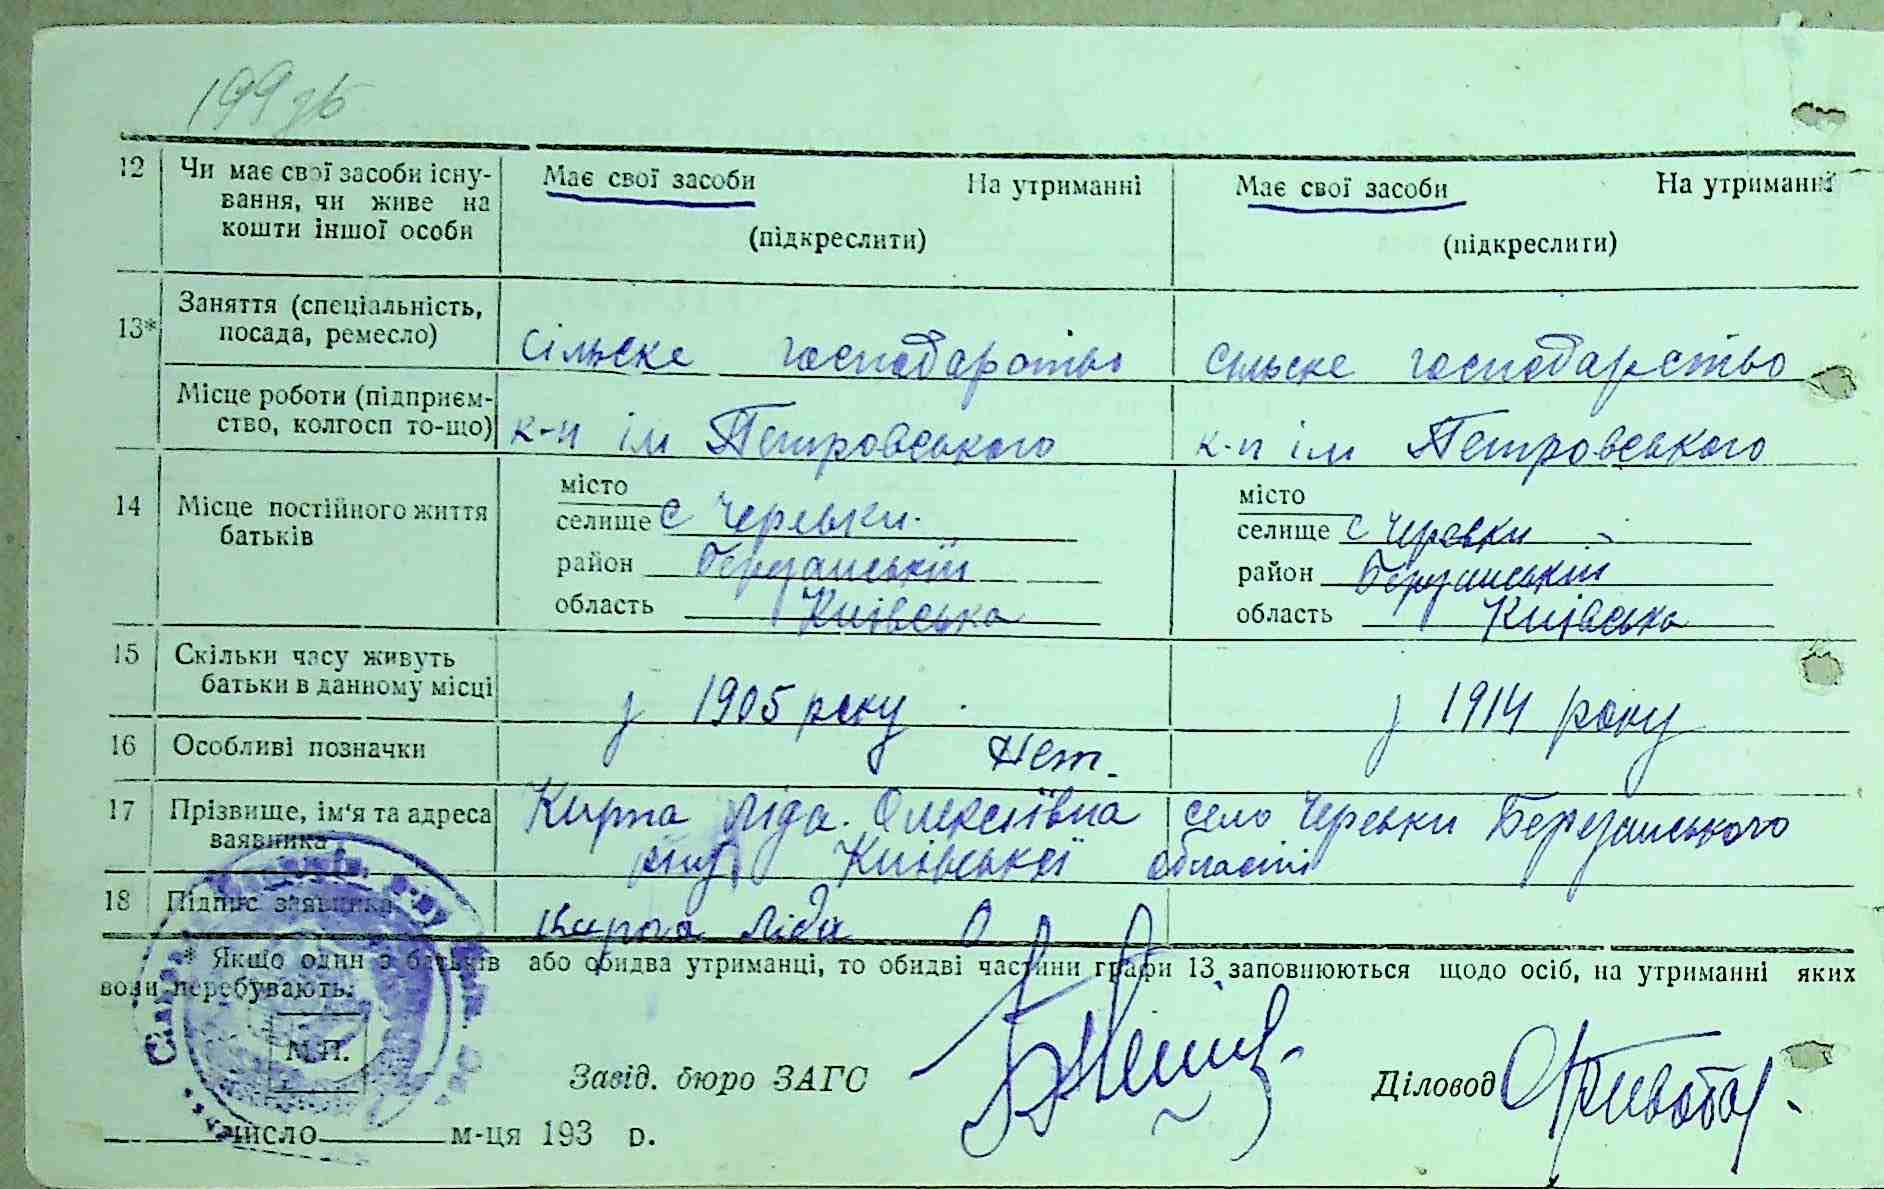 12 Чи має свої засоби існу- Має свої засоби На утриманні Має свої засоби На утриманні
вання, чи живе на
кошти іншої особи (підкреслити) (підкреслити)
Заняття (спеціальність,
13* посада, ремесло) сільске господарство сільске господарство
Місце роботи (підприєм-
ство, колгосп то-що) к-п ім Петровського к-п ім Петровського
місто місто
14 Місце постійного життя селище с Черевки. селище с Черевки
батьків район Березанський район Березанський
область Київська область Київська
15 Скільки часу живуть
батьки в данному місці з 1905 року з 1914 року
16 Особливі позначки Нет.
17 Прізвище, ім'я та адреса Кирпа Ліда Олексіївна село Черевки Березанського
заявника Київської області
18 Підпис заявника Кирпа Ліда
* Якщо один з батьків або обидва утриманці, то обидві частини графи 13 заповнюються щодо осіб, на утриманні яких
вони перебувають.
М.П.
Завід. бюро ЗАГС Діловод
число м-ця 193 р.